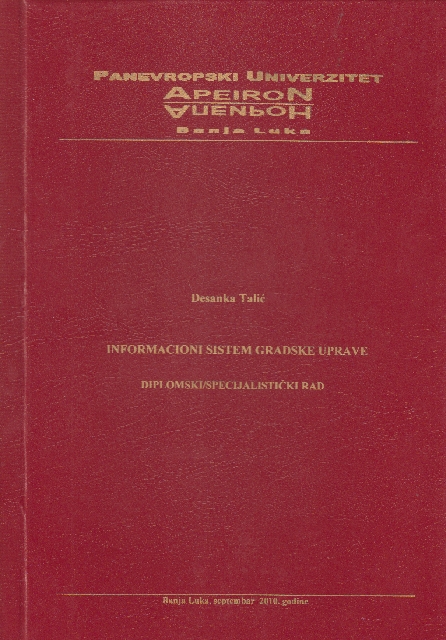 PANEVROPSKI UNIVERZITET
APEIRON
Banja Luka
Desanka Talić
INFORMACIONI SISTEM GRADSKE UPRAVE
DIPLOMSKI/SPECIJALISTIČKI RAD
Banja Luka, septembar 2010. godine